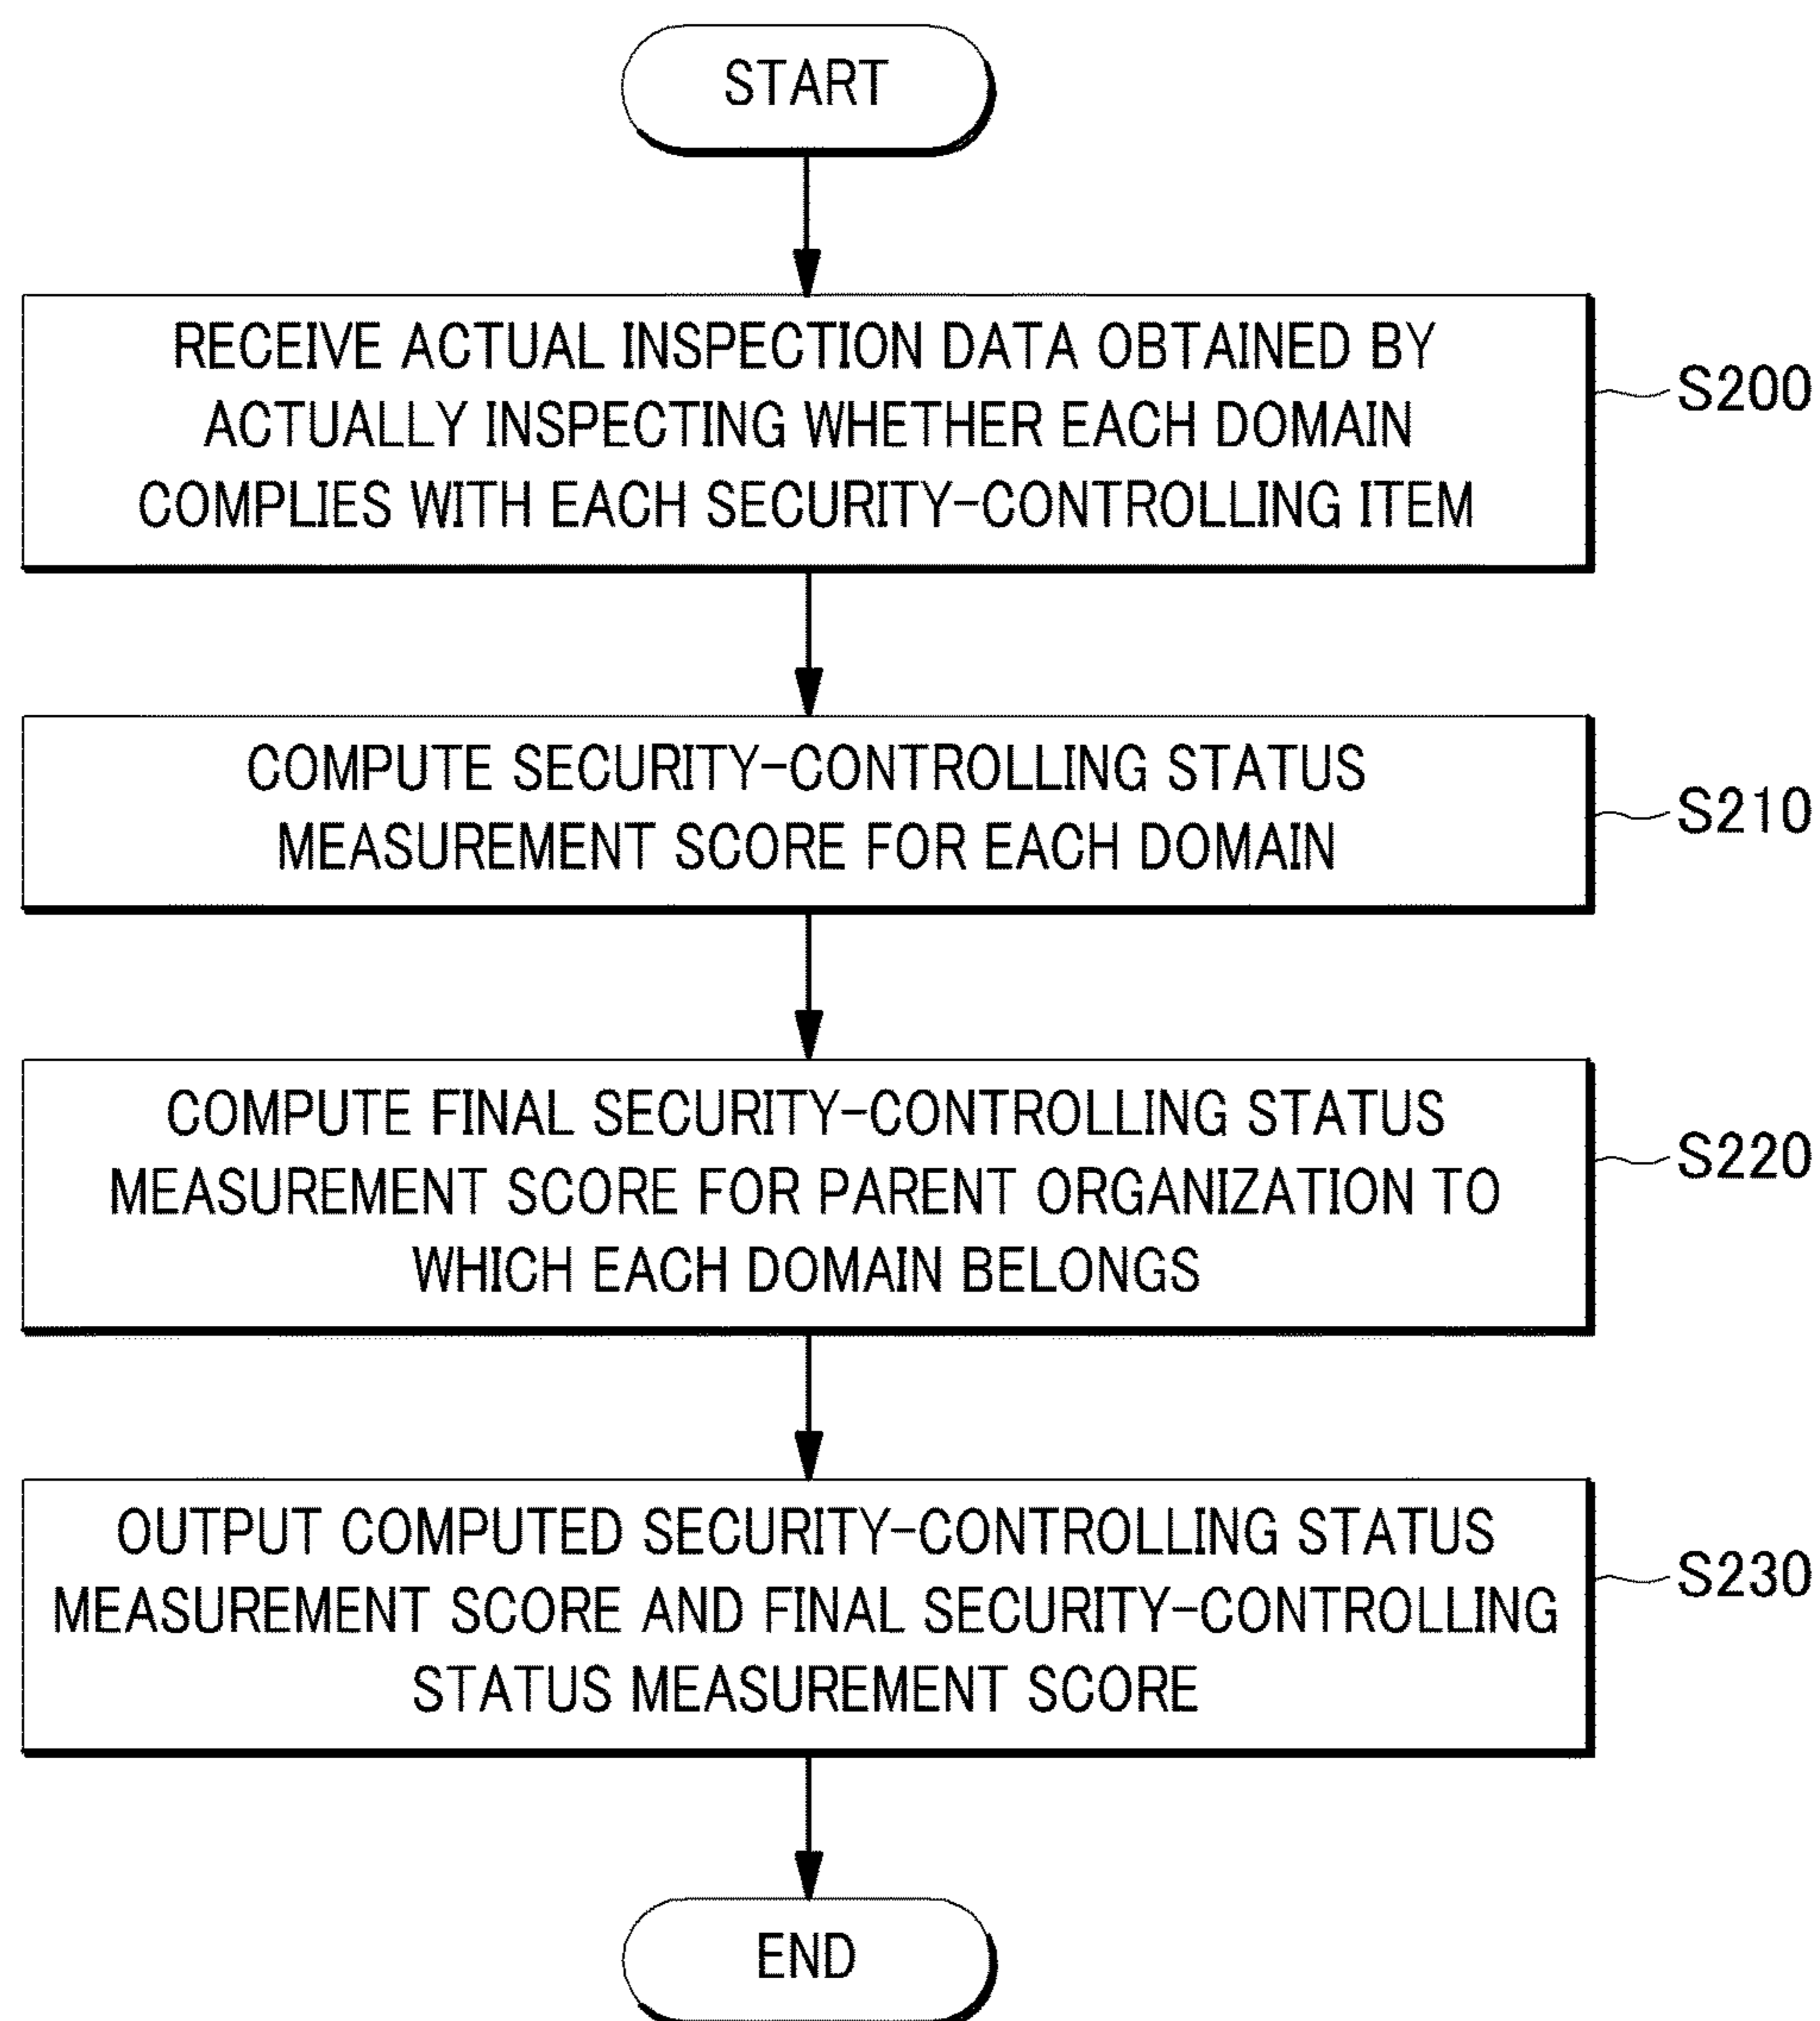 START
RECEIVE ACTUAL INSPECTION DATA OBTAINED BY
ACTUALLY INSPECTING WHETHER EACH DOMAIN
COMPLIES WITH EACH SECURITY-CONTROLLING ITEM
S200
COMPUTE SECURITY-CONTROLLING STATUS
MEASUREMENT SCORE FOR EACH DOMAIN
S210
COMPUTE FINAL SECURITY-CONTROLLING STATUS
MEASUREMENT SCORE FOR PARENT ORGANIZATION TO
WHICH EACH DOMAIN BELONGS
S220
OUTPUT COMPUTED SECURITY-CONTROLLING STATUS
MEASUREMENT SCORE AND FINAL SECURITY-CONTROLLING
STATUS MEASUREMENT SCORE
S230
END